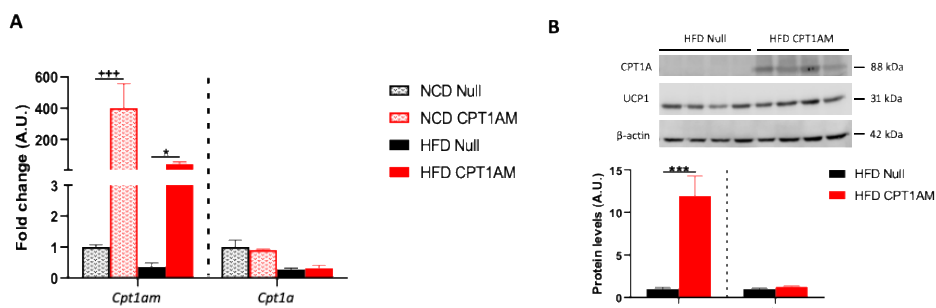 A
Fold change (A.U.)
600
400
200
3
2
1
0
+++
*
Cpt1am
Cpt1a
NCD Null
NCD CPT1AM
HFD Null
HFD CPT1AM
B
HFD Null HFD CPT1AM
CPT1A 88 kDa
UCP1 31 kDa
β-actin 42 kDa
Protein levels (A.U.)
15
10
5
0
***
HFD Null
HFD CPT1AM